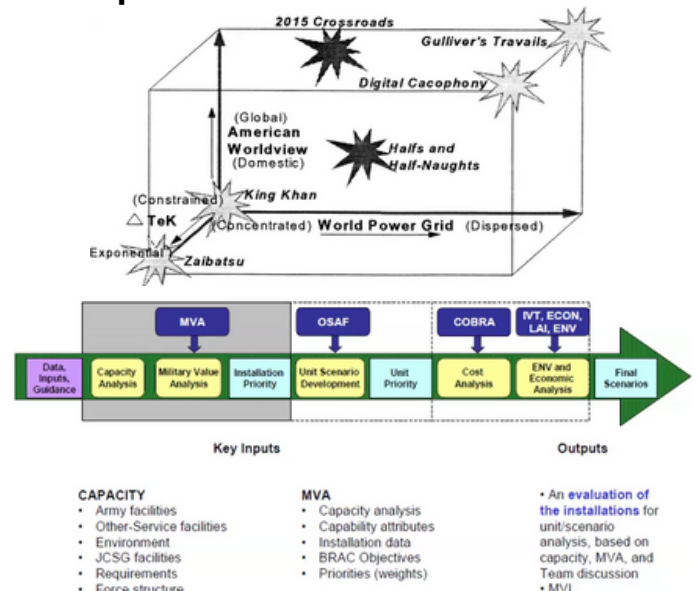 2015 Crossroads
Gulliver's Travails
Digital Cacophony
(Global)
American
Worldview
(Domestic)
Halfs and
Half-Naughts
King Khan
(Constrained)
△ TeK
(Concentrated) World Power Grid (Dispersed)
Exponential
Zaibatsu
MVA
OSAF
COBRA
IVT, ECON,
LAI, ENV
Data,
Inputs,
Guidance
Capacity
Analysis
Military Value
Analysis
Installation
Priority
Unit Scenario
Development
Unit
Priority
Cost
Analysis
ENV and
Economic
Analysis
Final
Scenarios
Key Inputs
Outputs
CAPACITY
• Army facilities
• Other-Service facilities
• Environment
• JCSG facilities
• Requirements
• Force structure
MVA
• Capacity analysis
• Capability attributes
• Installation data
• BRAC Objectives
• Priorities (weights)
• An evaluation of
the installations for
unit/scenario
analysis, based on
capacity, MVA, and
Team discussion
• MVI